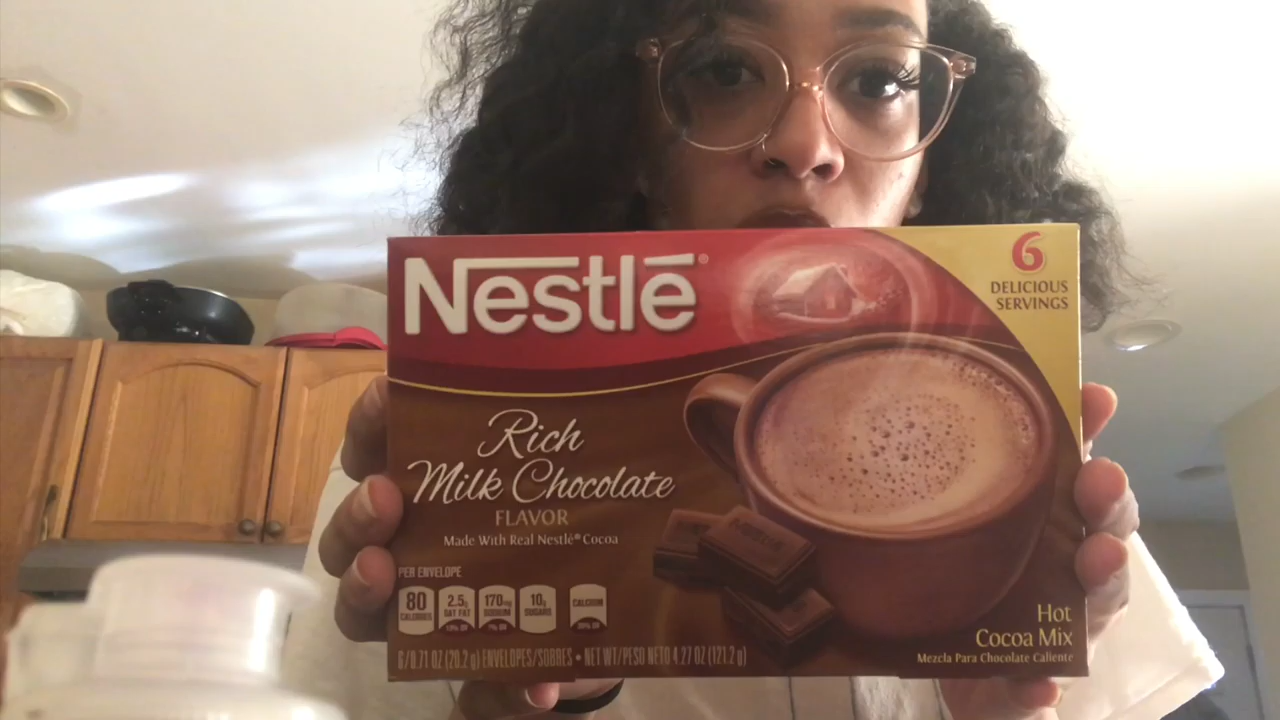 Nestlē®
6
DELICIOUS
SERVINGS
Rich
Milk Chocolate
FLAVOR
Made With Real Nestlé® Cocoa
PER ENVELOPE
80
CALORIES
2.5g
SAT FAT
170mg
SODIUM
10g
SUGARS
CALCIUM
Hot
Cocoa Mix
Mezcla Para Chocolate Caliente
6/0.71 OZ (20.2 g) ENVELOPES/SOBRES • NET WT/PESO NETO 4.27 OZ (121.2 g)